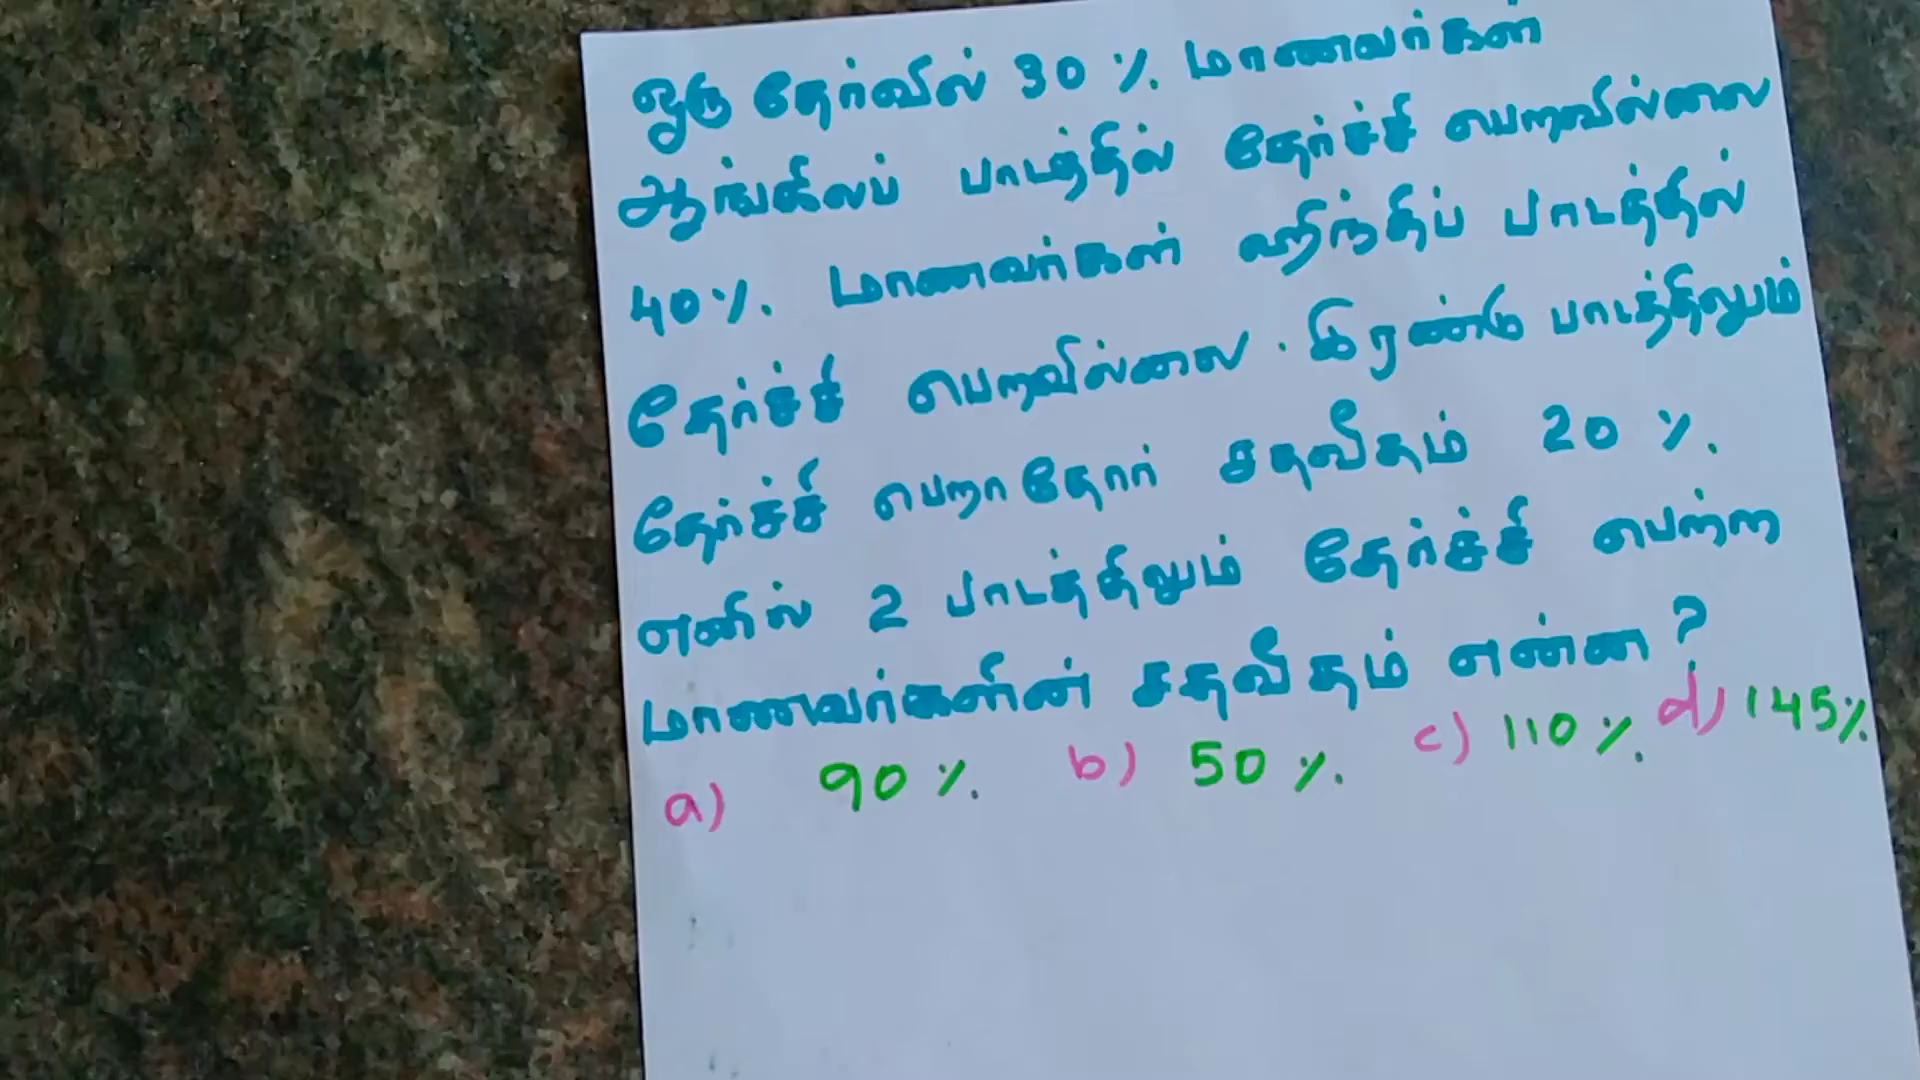 ஒரு தேர்வில் 30 %. மாணவர்கள்
ஆங்கிலப் பாடத்தில் தேர்ச்சி பெறவில்லை
40%. மாணவர்கள் ஹிந்திப் பாடத்தில்
தேர்ச்சி பெறவில்லை. இரண்டு பாடத்திலும்
தேர்ச்சி பெறாதோர் சதவீதம் 20 %.
எனில் 2 பாடத்திலும் தேர்ச்சி பெற்ற
மாணவர்களின் சதவீதம் என்ன?
a) 90 %. b) 50 %. c) 110 %. d) 145%.